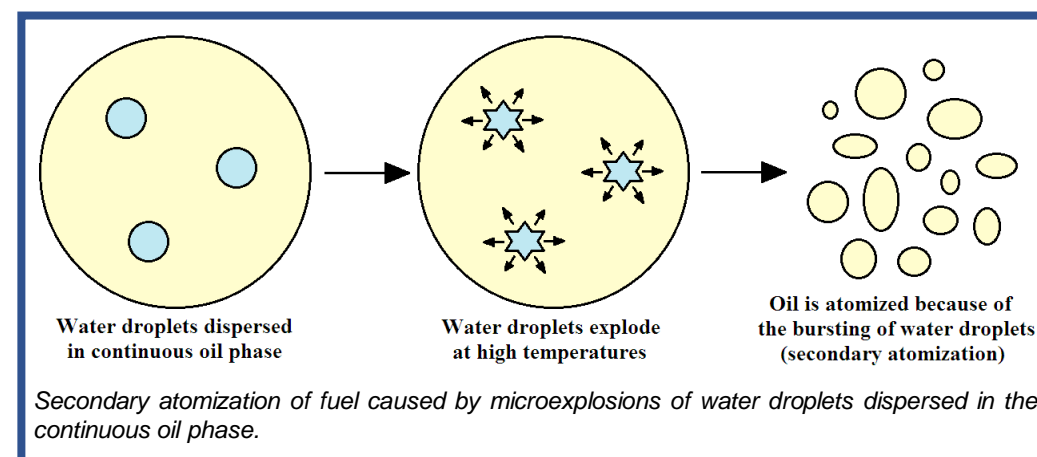 Water droplets dispersed
in continuous oil phase
Water droplets explode
at high temperatures
Oil is atomized because of
the bursting of water droplets
(secondary atomization)
Secondary atomization of fuel caused by microexplosions of water droplets dispersed in the
continuous oil phase.